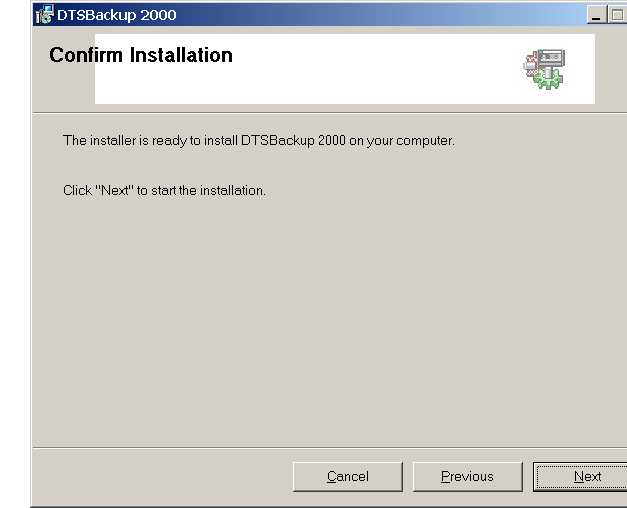 DTSBackup 2000
Confirm Installation
The installer is ready to install DTSBackup 2000 on your computer.
Click "Next" to start the installation.
Cancel Previous Next